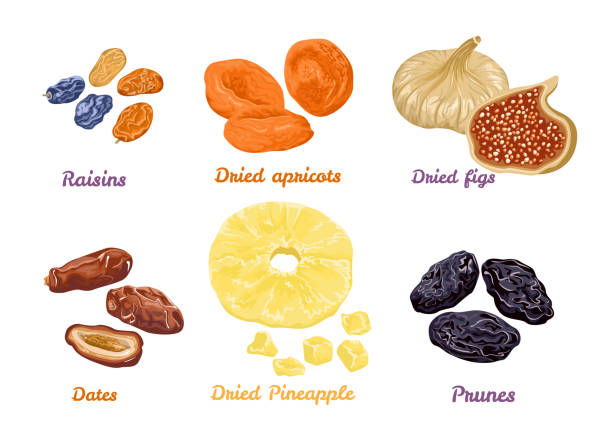 Raisins
Dried apricots
Dried figs
Dates
Dried Pineapple
Prunes